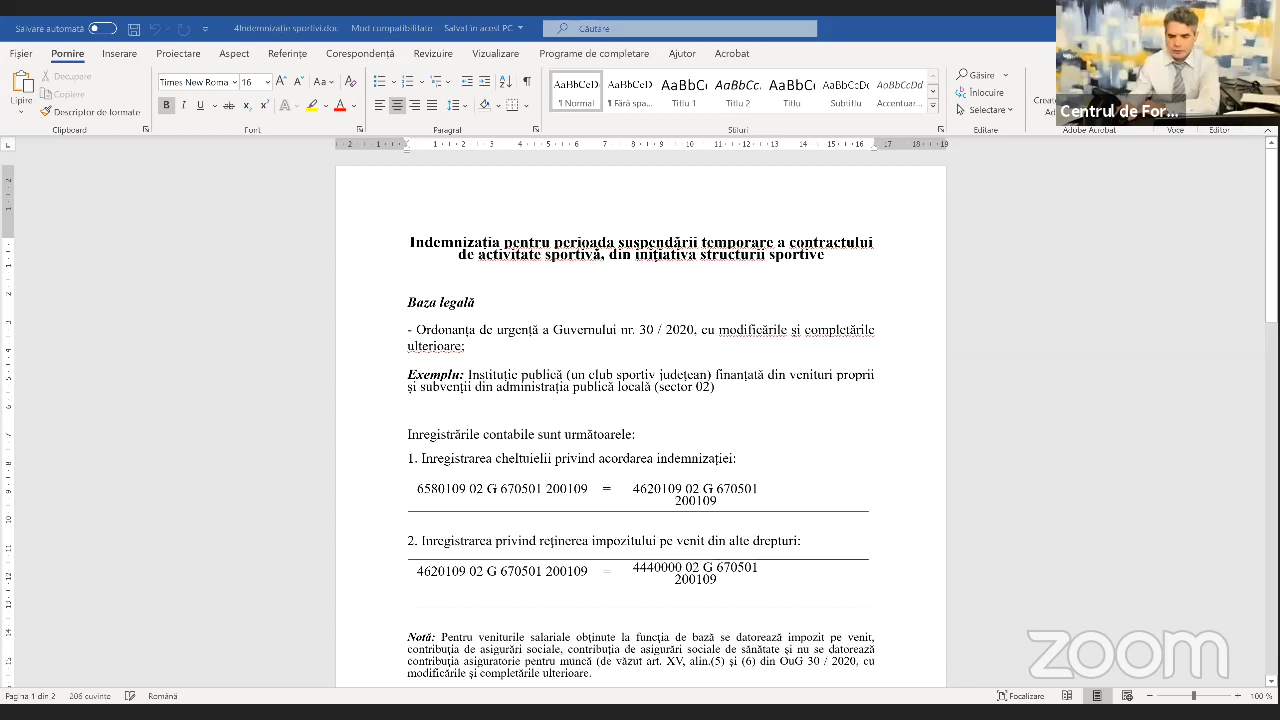 Salvare automată
4Indemnizatie sportivi.doc
Mod compatibilitate
Salvat în acest PC
Căutare
Fișier
Pornire
Inserare
Proiectare
Aspect
Referințe
Corespondență
Revizuire
Vizualizare
Programe de completare
Ajutor
Acrobat
Lipire
Decupare
Copiere
Descriptor de formate
Clipboard
Times New Roma
16
Font
Paragraf
AaBbCcD
¶ Normal
AaBbCcD
¶ Fără spa...
AaBbC
Titlu 1
AaBbCc.
Titlu 2
AaBbC
Titlu
AaBbCcD
Subtitlu
AaBbCcDd
Accentuar...
Stiluri
Găsire
Înlocuire
Selectare
Editare
Adobe Acrobat
Voce
Editor
Centrul de For...
Indemnizația pentru perioada suspendării temporare a contractului
de activitate sportivă, din inițiativa structurii sportive
Baza legală
- Ordonanța de urgență a Guvernului nr. 30 / 2020, cu modificările și completările
ulterioare;
Exemplu: Instituție publică (un club sportiv județean) finanțată din venituri proprii
și subvenții din administrația publică locală (sector 02)
Inregistrările contabile sunt următoarele:
1. Inregistrarea cheltuielii privind acordarea indemnizației:
6580109 02 G 670501 200109 = 4620109 02 G 670501
200109
2. Inregistrarea privind reținerea impozitului pe venit din alte drepturi:
4620109 02 G 670501 200109 = 4440000 02 G 670501
200109
Notă: Pentru veniturile salariale obținute la funcția de bază se datorează impozit pe venit,
contribuția de asigurări sociale, contribuția de asigurări sociale de sănătate și nu se datorează
contribuția asiguratorie pentru muncă (de văzut art. XV, alin.(5) și (6) din OuG 30 / 2020, cu
modificările și completările ulterioare.
zoom
Pagina 1 din 2
206 cuvinte
Română
Focalizare
100 %